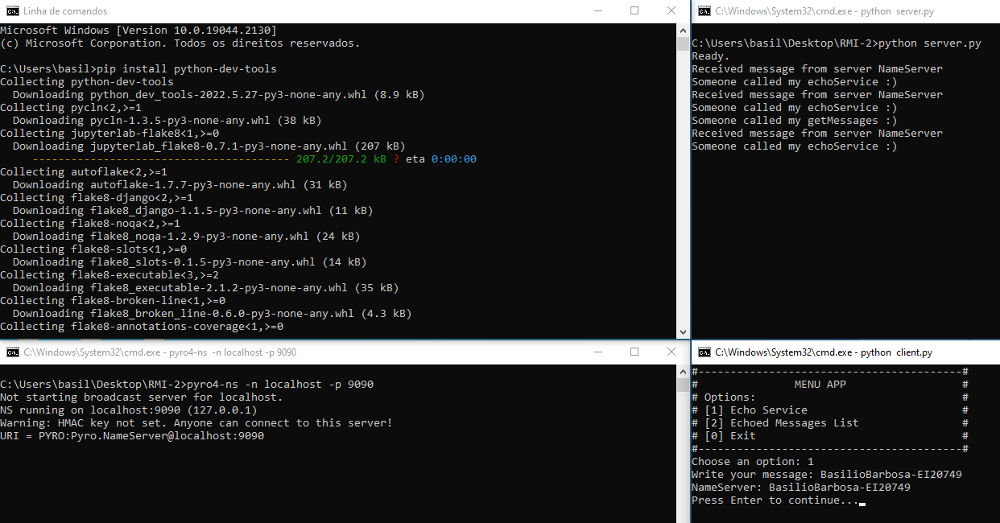 Linha de comandos
Microsoft Windows [Version 10.0.19044.2130]
(c) Microsoft Corporation. Todos os direitos reservados.
C:\Users\basil>pip install python-dev-tools
Collecting python-dev-tools
  Downloading python_dev_tools-2022.5.27-py3-none-any.whl (8.9 kB)
Collecting pycln<2,>=1
  Downloading pycln-1.3.5-py3-none-any.whl (38 kB)
Collecting jupyterlab-flake8<1,>=0
  Downloading jupyterlab_flake8-0.7.1-py3-none-any.whl (207 kB)
     ---------------------------------------- 207.2/207.2 kB ? eta 0:00:00
Collecting autoflake<2,>=1
  Downloading autoflake-1.7.7-py3-none-any.whl (31 kB)
Collecting flake8-django<2,>=1
  Downloading flake8_django-1.1.5-py3-none-any.whl (11 kB)
Collecting flake8-noqa<2,>=1
  Downloading flake8_noqa-1.2.9-py3-none-any.whl (24 kB)
Collecting flake8-slots<1,>=0
  Downloading flake8_slots-0.1.5-py3-none-any.whl (14 kB)
Collecting flake8-executable<3,>=2
  Downloading flake8_executable-2.1.2-py3-none-any.whl (35 kB)
Collecting flake8-broken-line<1,>=0
  Downloading flake8_broken_line-0.6.0-py3-none-any.whl (4.3 kB)
Collecting flake8-annotations-coverage<1,>=0
C:\Windows\System32\cmd.exe - python  server.py
C:\Users\basil\Desktop\RMI-2>python server.py
Ready.
Received message from server NameServer
Someone called my echoService :)
Received message from server NameServer
Someone called my echoService :)
Someone called my getMessages :)
Received message from server NameServer
Someone called my echoService :)
C:\Windows\System32\cmd.exe - pyro4-ns  -n localhost -p 9090
C:\Users\basil\Desktop\RMI-2>pyro4-ns -n localhost -p 9090
Not starting broadcast server for localhost.
NS running on localhost:9090 (127.0.0.1)
Warning: HMAC key not set. Anyone can connect to this server!
URI = PYRO:Pyro.NameServer@localhost:9090
C:\Windows\System32\cmd.exe - python  client.py
#-----------------------------------------#
#               MENU APP                  #
# Options:                                #
# [1] Echo Service                        #
# [2] Echoed Messages List                #
# [0] Exit                                #
#-----------------------------------------#
Choose an option: 1
Write your message: BasilioBarbosa-EI20749
NameServer: BasilioBarbosa-EI20749
Press Enter to continue...